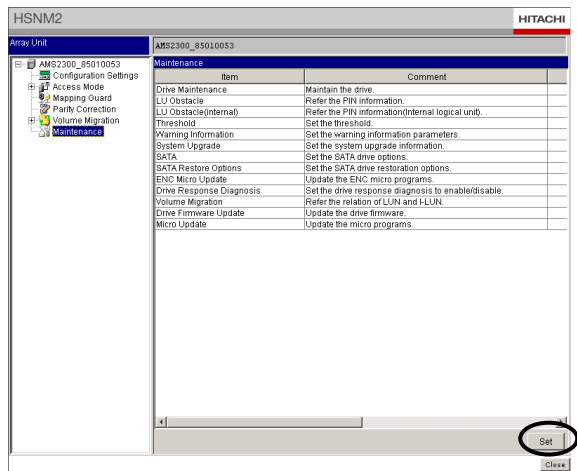 HSNM2
HITACHI
Array Unit
AMS2300_85010053
AMS2300_85010053
Configuration Settings
Access Mode
Mapping Guard
Parity Correction
Volume Migration
Maintenance
Maintenance
Item Comment
Drive Maintenance Maintain the drive.
LU Obstacle Refer the PIN information.
LU Obstacle(internal) Refer the PIN information(Internal logical unit).
Threshold Set the threshold.
Warning Information Set the warning information parameters.
System Upgrade Set the system upgrade information.
SATA Set the SATA drive options.
SATA Restore Options Set the SATA drive restoration options.
ENC Micro Update Update the ENC micro programs.
Drive Response Diagnosis Set the drive response diagnosis to enable/disable.
Volume Migration Refer the relation of LUN and I-LUN.
Drive Firmware Update Update the drive firmware.
Micro Update Update the micro programs.
Set
Close